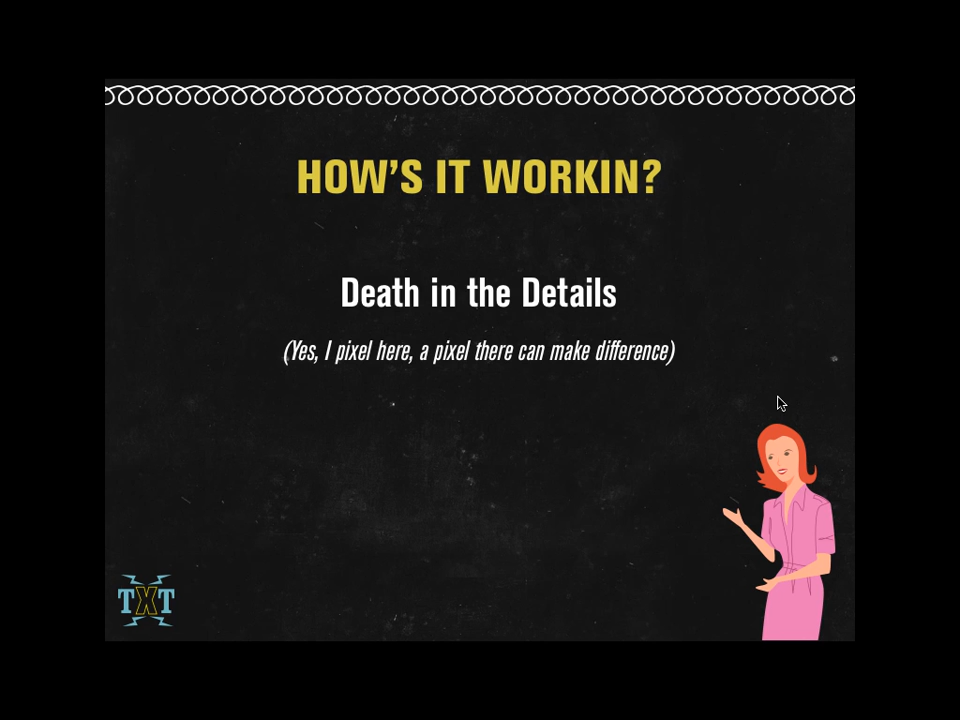 HOW'S IT WORKIN?
Death in the Details
(Yes, I pixel here, a pixel there can make difference)
TXT